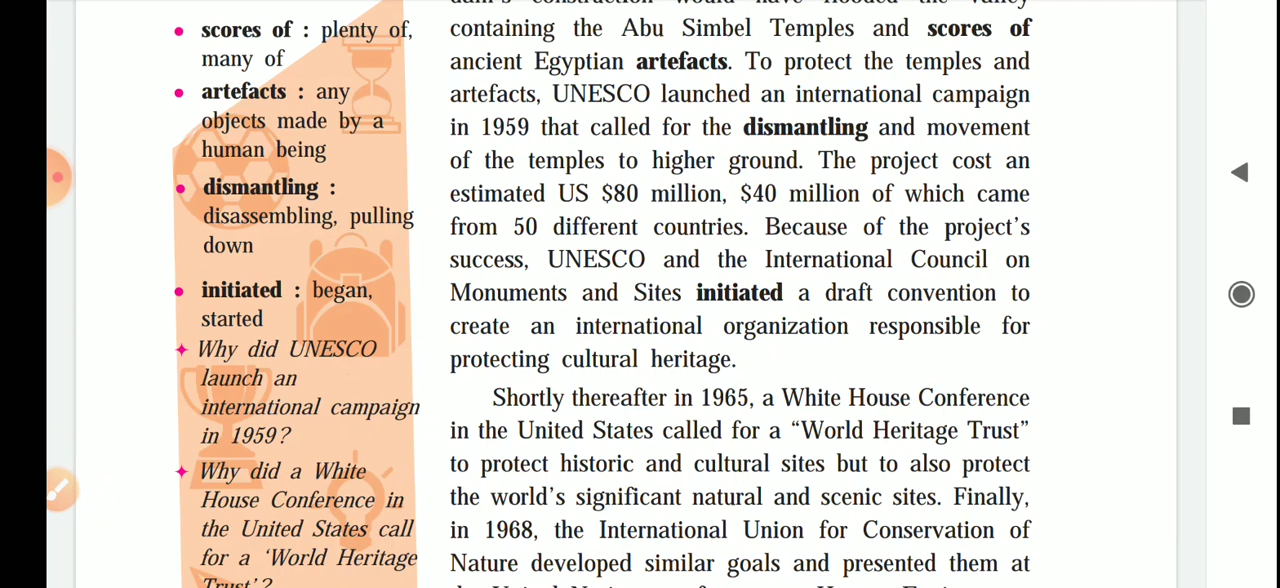 scores of : plenty of,
many of
artefacts : any
objects made by a
human being
dismantling :
disassembling, pulling
down
initiated : began,
started
Why did UNESCO
launch an
international campaign
in 1959?
Why did a White
House Conference in
the United States call
for a ‘World Heritage
Trust’?
construction would have flooded the valley
containing the Abu Simbel Temples and scores of
ancient Egyptian artefacts. To protect the temples and
artefacts, UNESCO launched an international campaign
in 1959 that called for the dismantling and movement
of the temples to higher ground. The project cost an
estimated US $80 million, $40 million of which came
from 50 different countries. Because of the project’s
success, UNESCO and the International Council on
Monuments and Sites initiated a draft convention to
create an international organization responsible for
protecting cultural heritage.
Shortly thereafter in 1965, a White House Conference
in the United States called for a “World Heritage Trust”
to protect historic and cultural sites but to also protect
the world’s significant natural and scenic sites. Finally,
in 1968, the International Union for Conservation of
Nature developed similar goals and presented them at